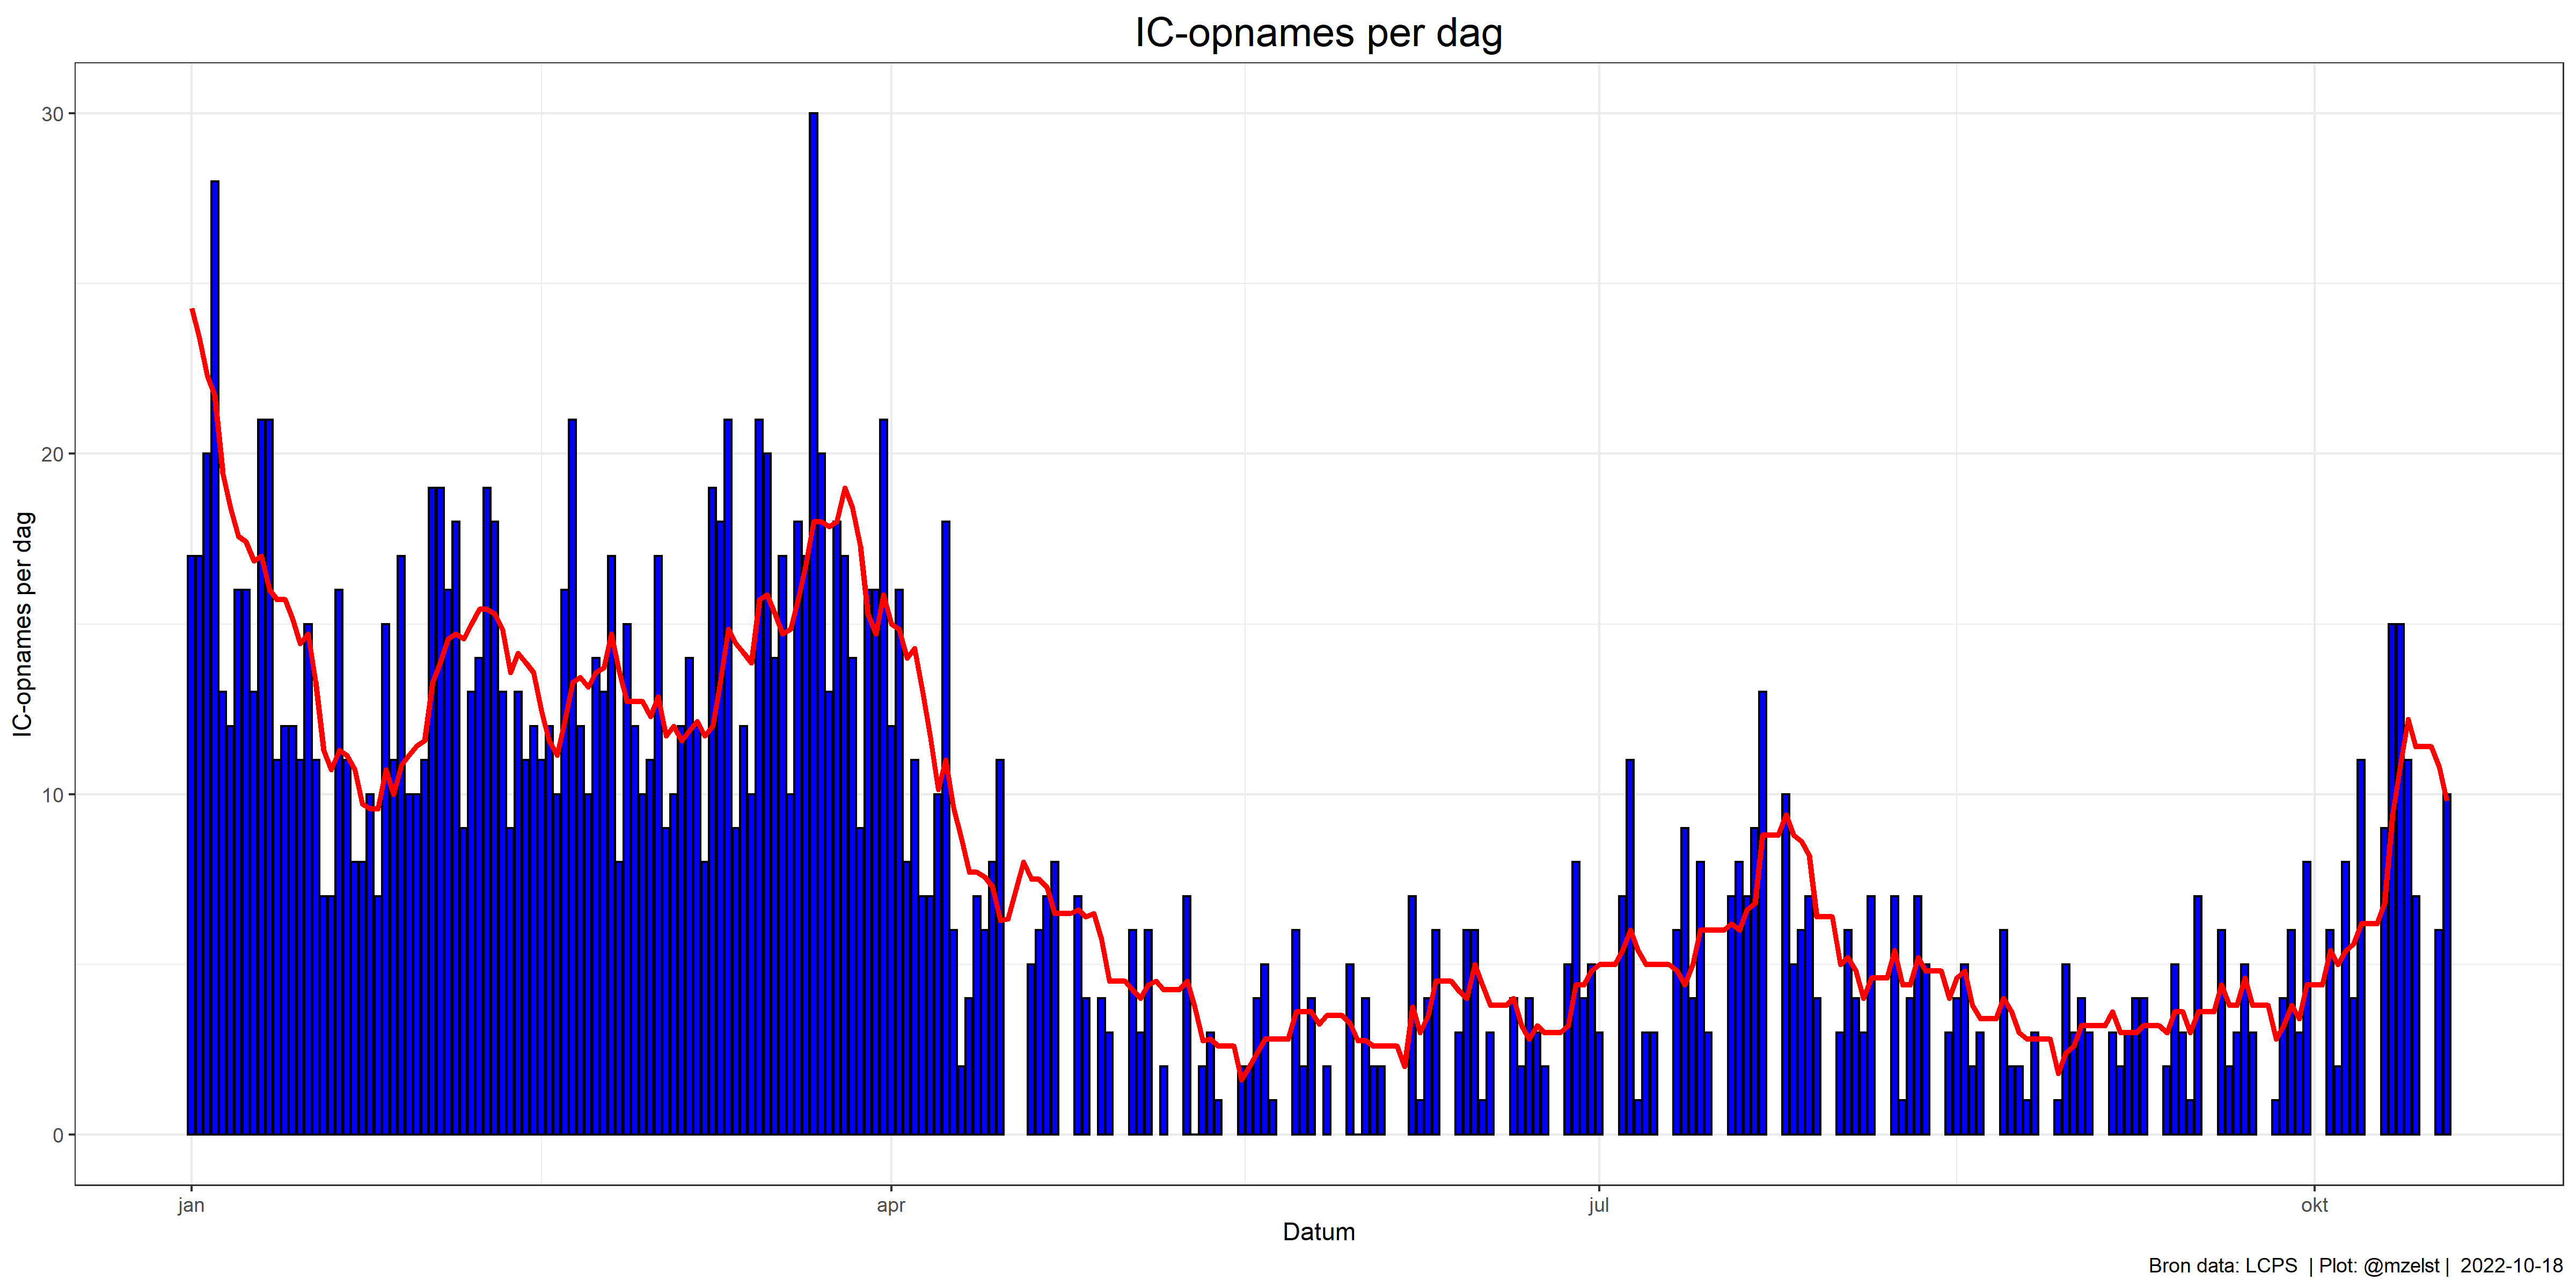 IC-opnames per dag
IC-opnames per dag
30
20
10
0
jan
apr
jul
okt
Datum
Bron data: LCPS | Plot: @mzelst | 2022-10-18